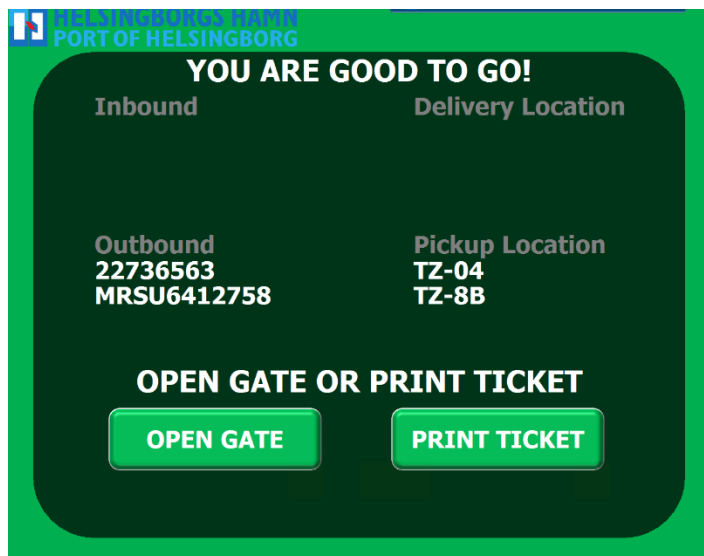 HELSINGBORGS HAMN
PORT OF HELSINGBORG
YOU ARE GOOD TO GO!
Inbound Delivery Location
Outbound Pickup Location
22736563 TZ-04
MRSU6412758 TZ-8B
OPEN GATE OR PRINT TICKET
OPEN GATE PRINT TICKET